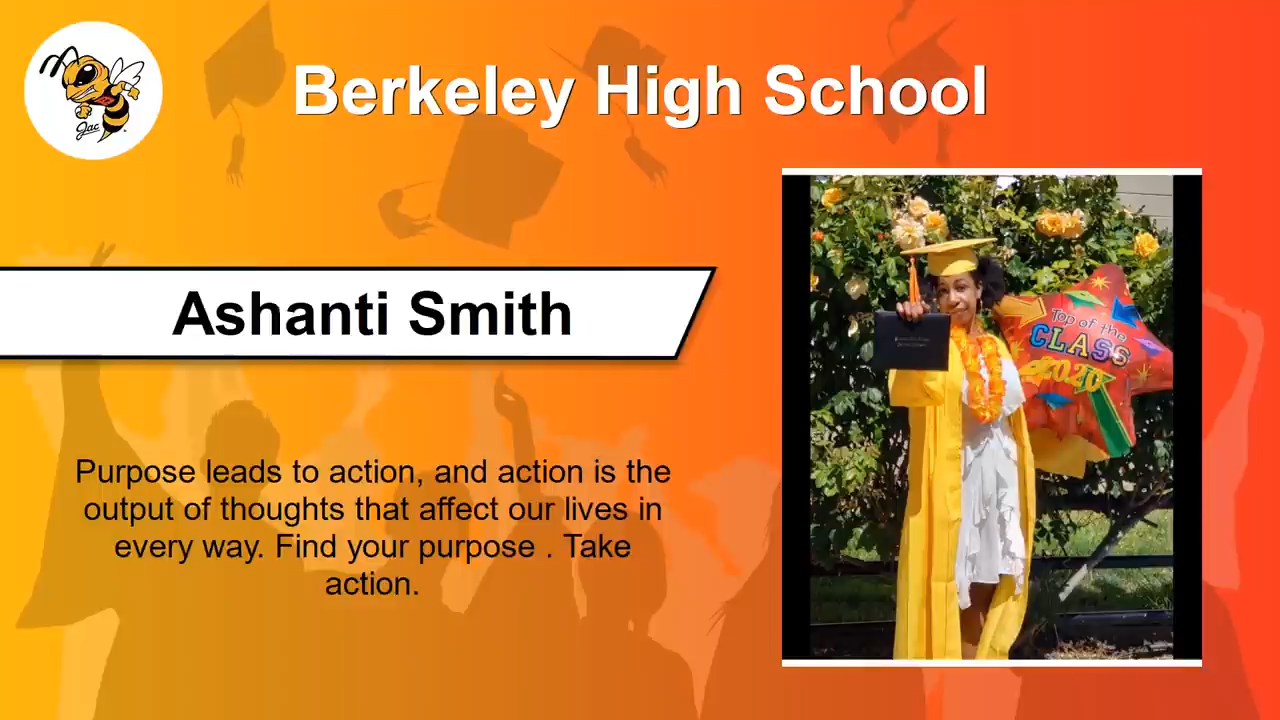 Jac
Berkeley High School
Ashanti Smith
Purpose leads to action, and action is the
output of thoughts that affect our lives in
every way. Find your purpose . Take
action.
Top of the
CLASS
2020